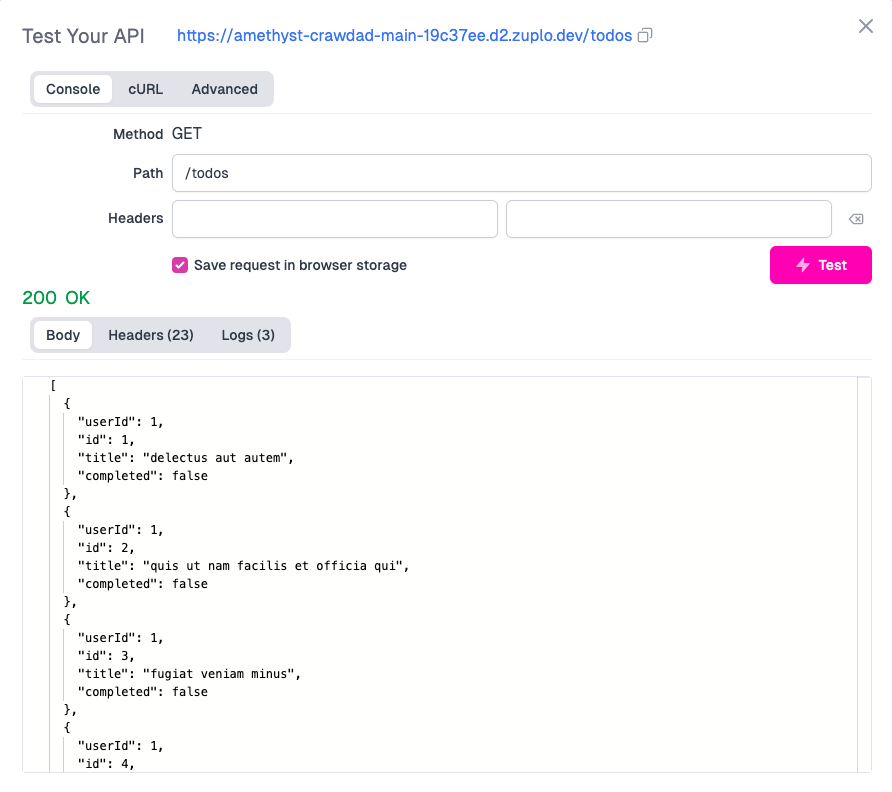 Test Your API https://amethyst-crawdad-main-19c37ee.d2.zuplo.dev/todos
Console cURL Advanced
Method GET
Path /todos
Headers
Save request in browser storage
Test
200 OK
Body Headers (23) Logs (3)
[
  {
    "userId": 1,
    "id": 1,
    "title": "delectus aut autem",
    "completed": false
  },
  {
    "userId": 1,
    "id": 2,
    "title": "quis ut nam facilis et officia qui",
    "completed": false
  },
  {
    "userId": 1,
    "id": 3,
    "title": "fugiat veniam minus",
    "completed": false
  },
  {
    "userId": 1,
    "id": 4,